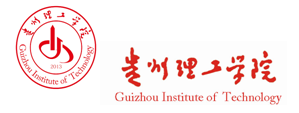 贵州理工学院
Guizhou Institute of Technology
2013
贵州理工学院
Guizhou Institute of Technology